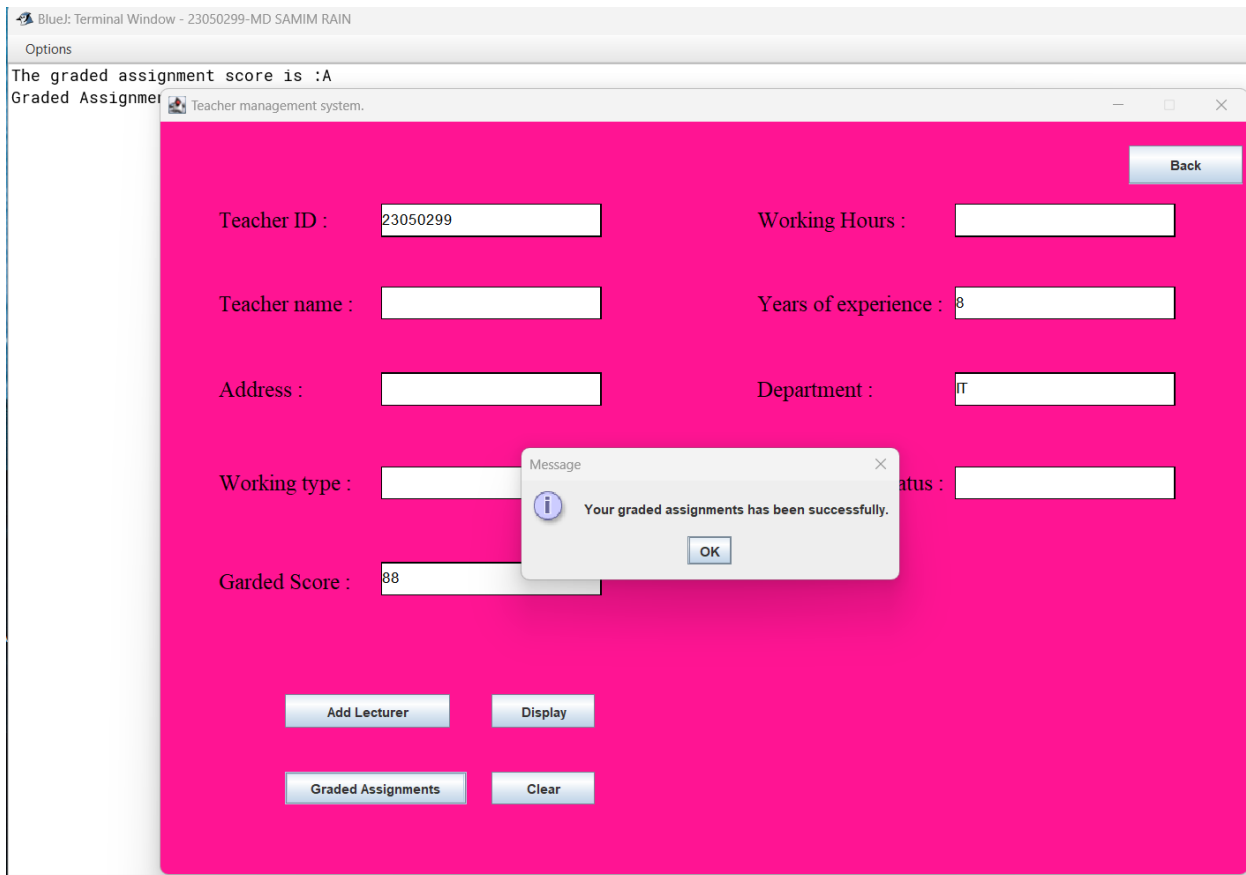 BlueJ: Terminal Window - 23050299-MD SAMIM RAIN
Options
The graded assignment score is :A
Graded Assignmen
Teacher management system.
Back
Teacher ID : 23050299
Working Hours :
Teacher name :
Years of experience : 8
Address :
Department : IT
Message
Working type :
atus :
Your graded assignments has been successfully.
OK
Garded Score : 88
Add Lecturer
Display
Graded Assignments
Clear